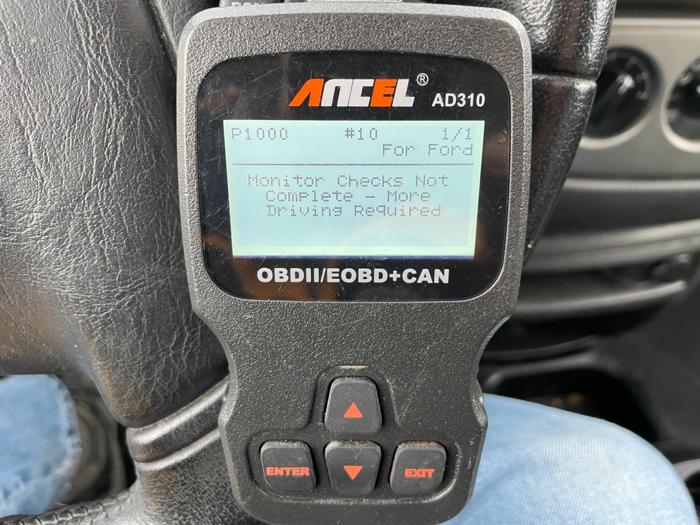 ANCEL® AD310
P1000 #10 1/1
For Ford
Monitor Checks Not
Complete - More
Driving Required
OBDII/EOBD+CAN
ENTER EXIT